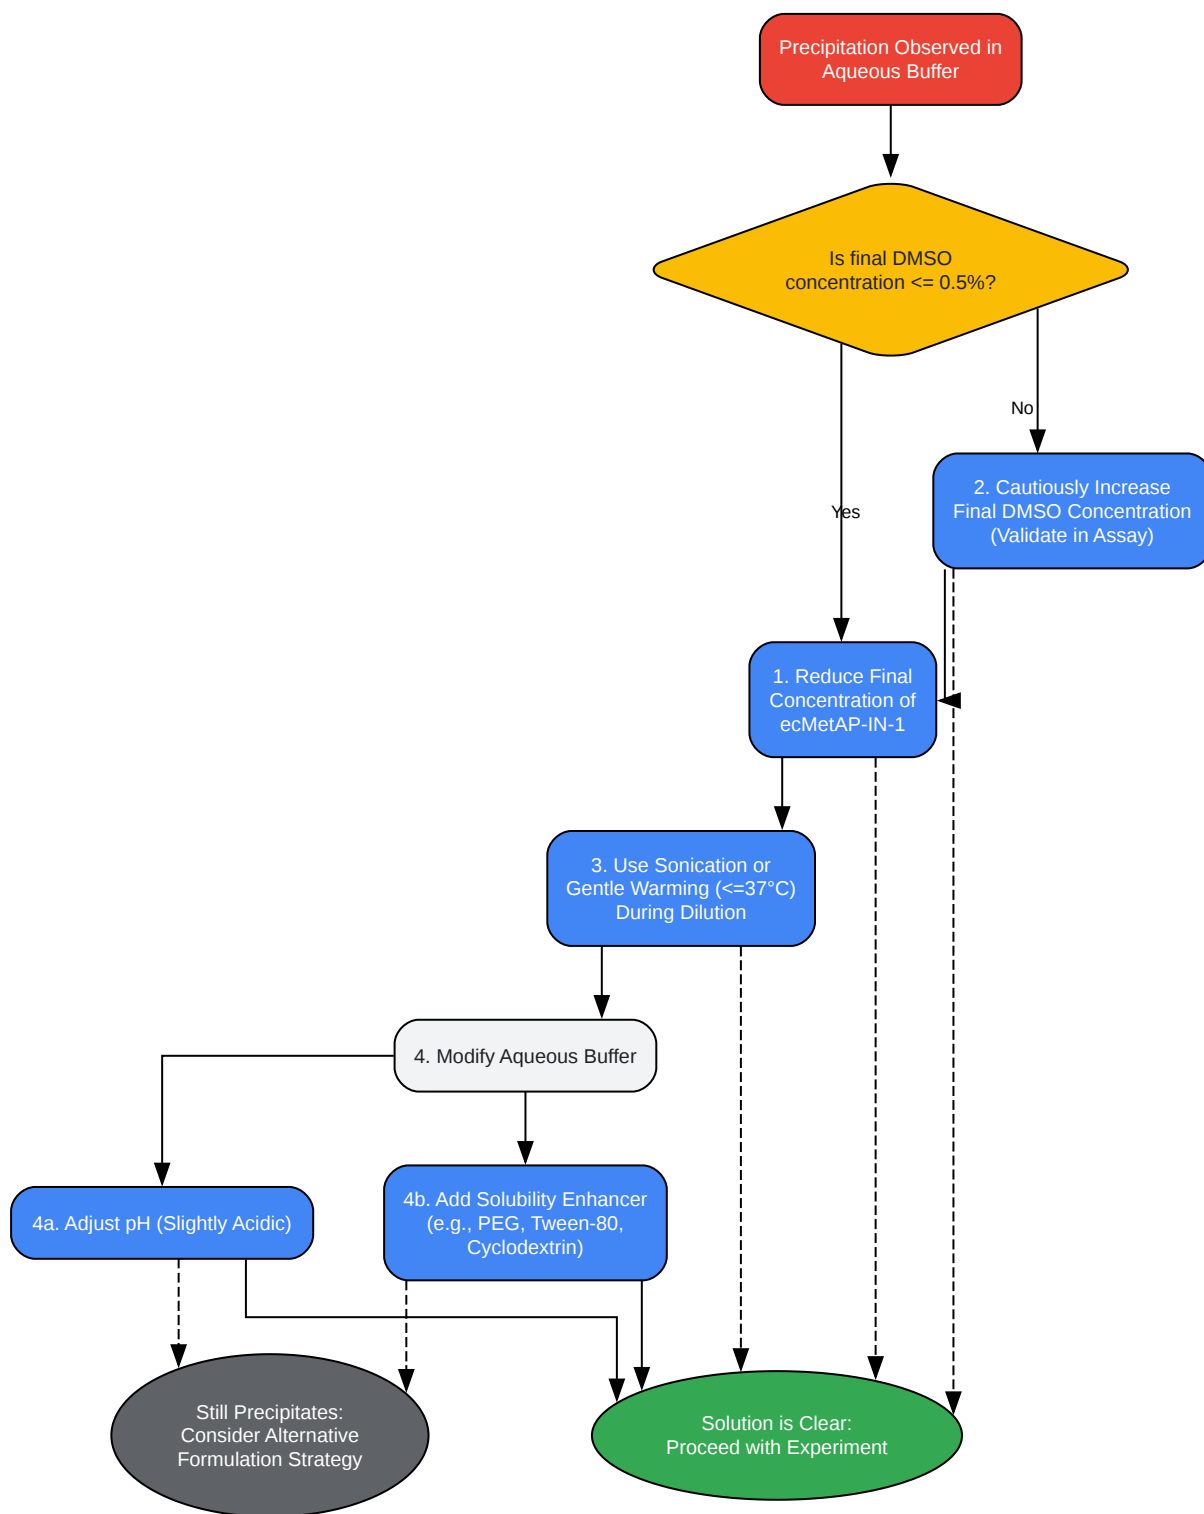 Precipitation Observed in
Aqueous Buffer
Is final DMSO
concentration <= 0.5%?
No
2. Cautiously Increase
Final DMSO Concentration
(Validate in Assay)
Yes
1. Reduce Final
Concentration of
ecMetAP-IN-1
3. Use Sonication or
Gentle Warming (<=37°C)
During Dilution
4. Modify Aqueous Buffer
4a. Adjust pH (Slightly Acidic)
4b. Add Solubility Enhancer
(e.g., PEG, Tween-80,
Cyclodextrin)
Still Precipitates:
Consider Alternative
Formulation Strategy
Solution is Clear:
Proceed with Experiment